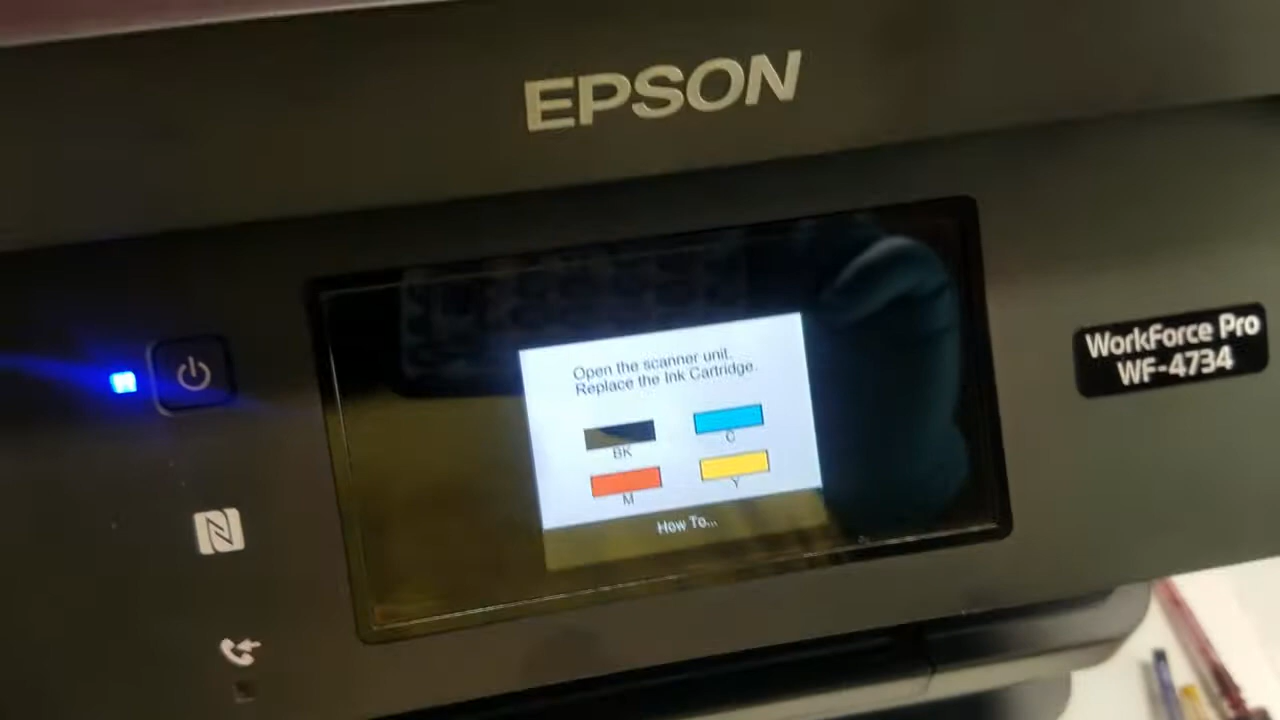 EPSON
WorkForce Pro
WF-4734
Open the scanner unit.
Replace the Ink Cartridge.
BK
C
M
Y
How To...